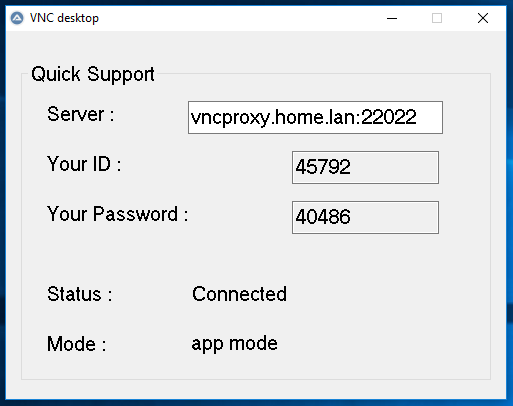 VNC desktop
Quick Support
Server : vncproxy.home.lan:22022
Your ID : 45792
Your Password : 40486
Status : Connected
Mode : app mode